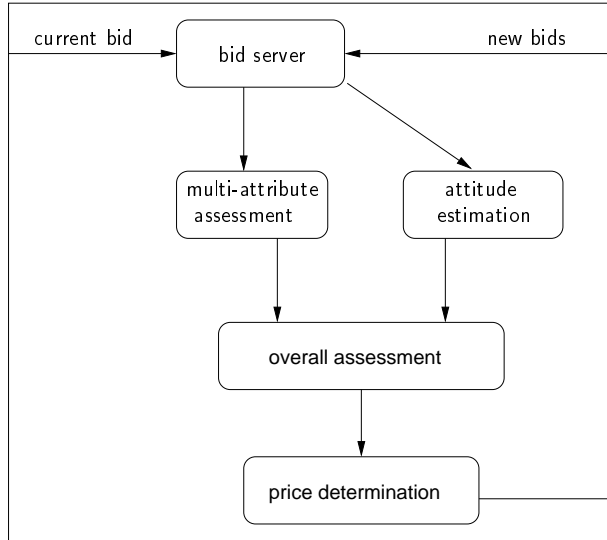 current bid
new bids
bid server
multi-attribute
assessment
attitude
estimation
overall assessment
price determination